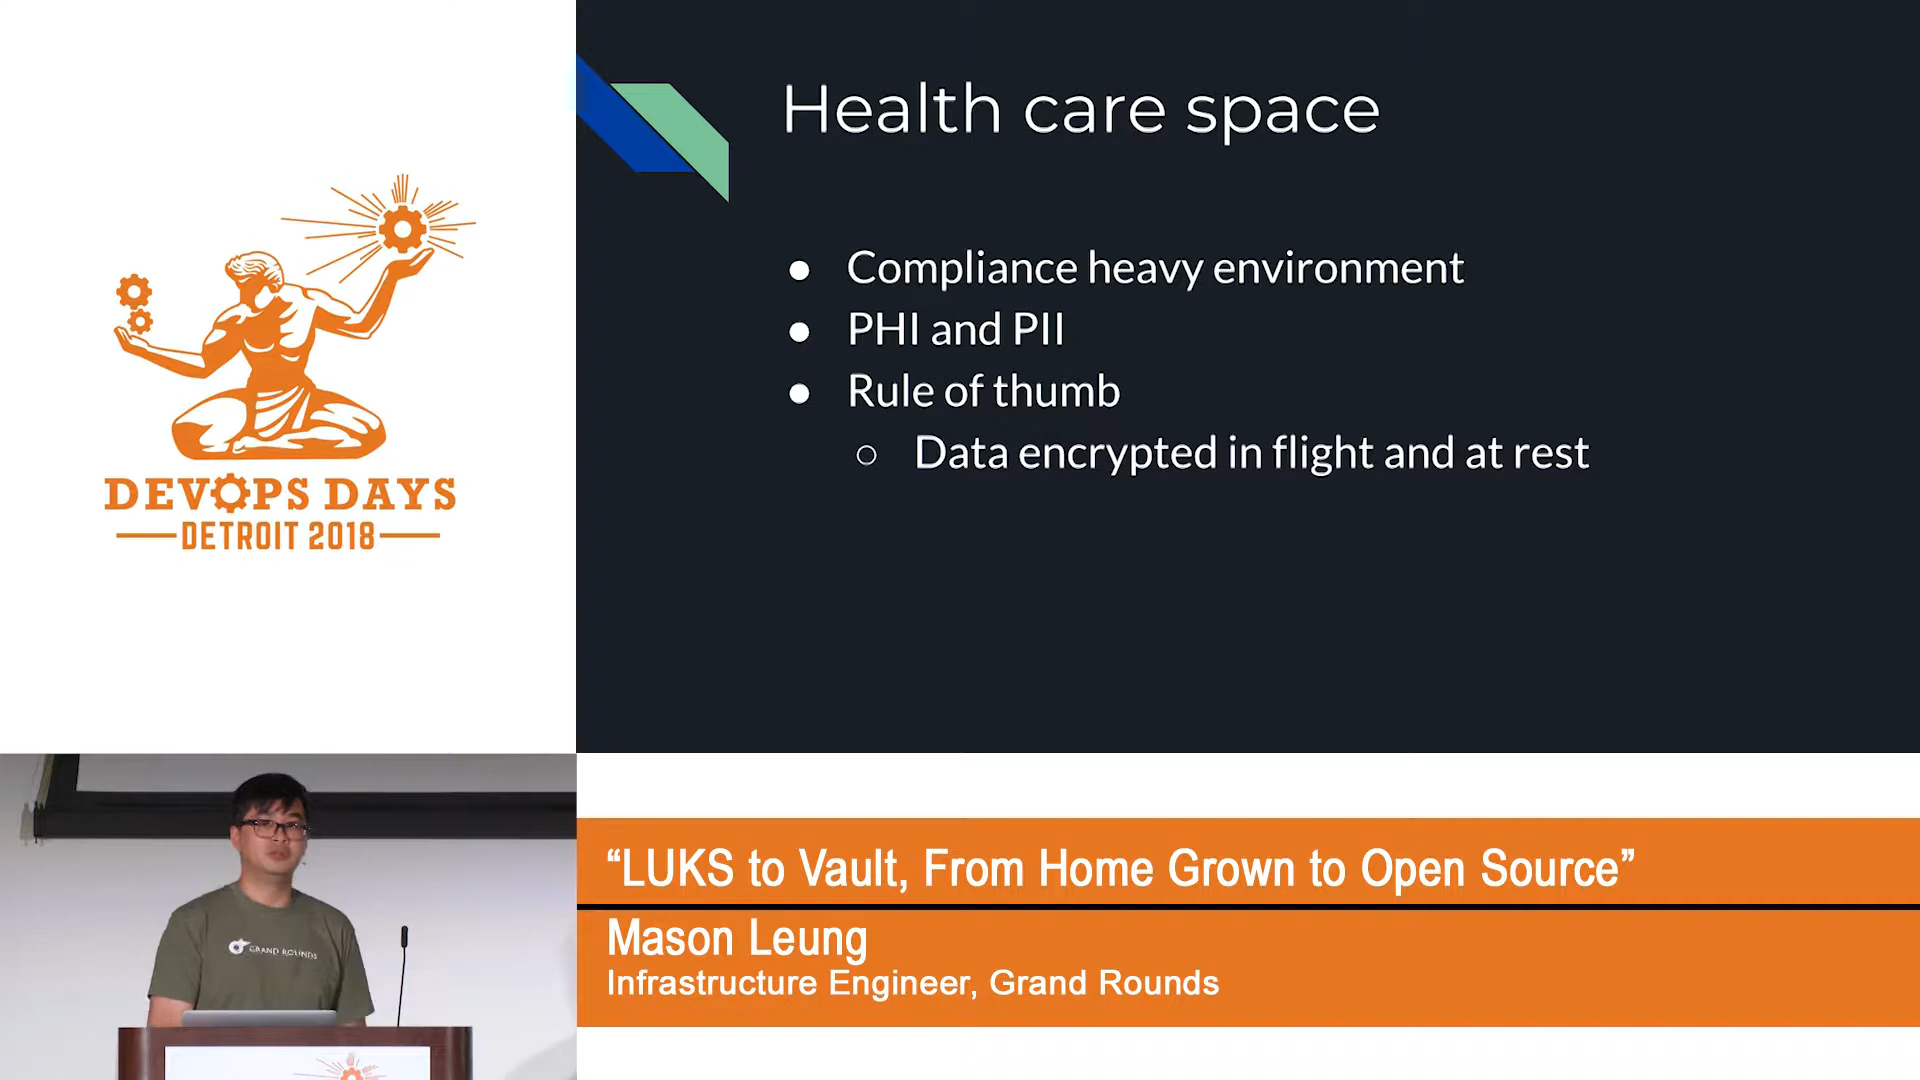 Health care space
● Compliance heavy environment
● PHI and PII
● Rule of thumb
○ Data encrypted in flight and at rest
DEVOPS DAYS
DETROIT 2018
GRAND ROUNDS
“LUKS to Vault, From Home Grown to Open Source”
Mason Leung
Infrastructure Engineer, Grand Rounds